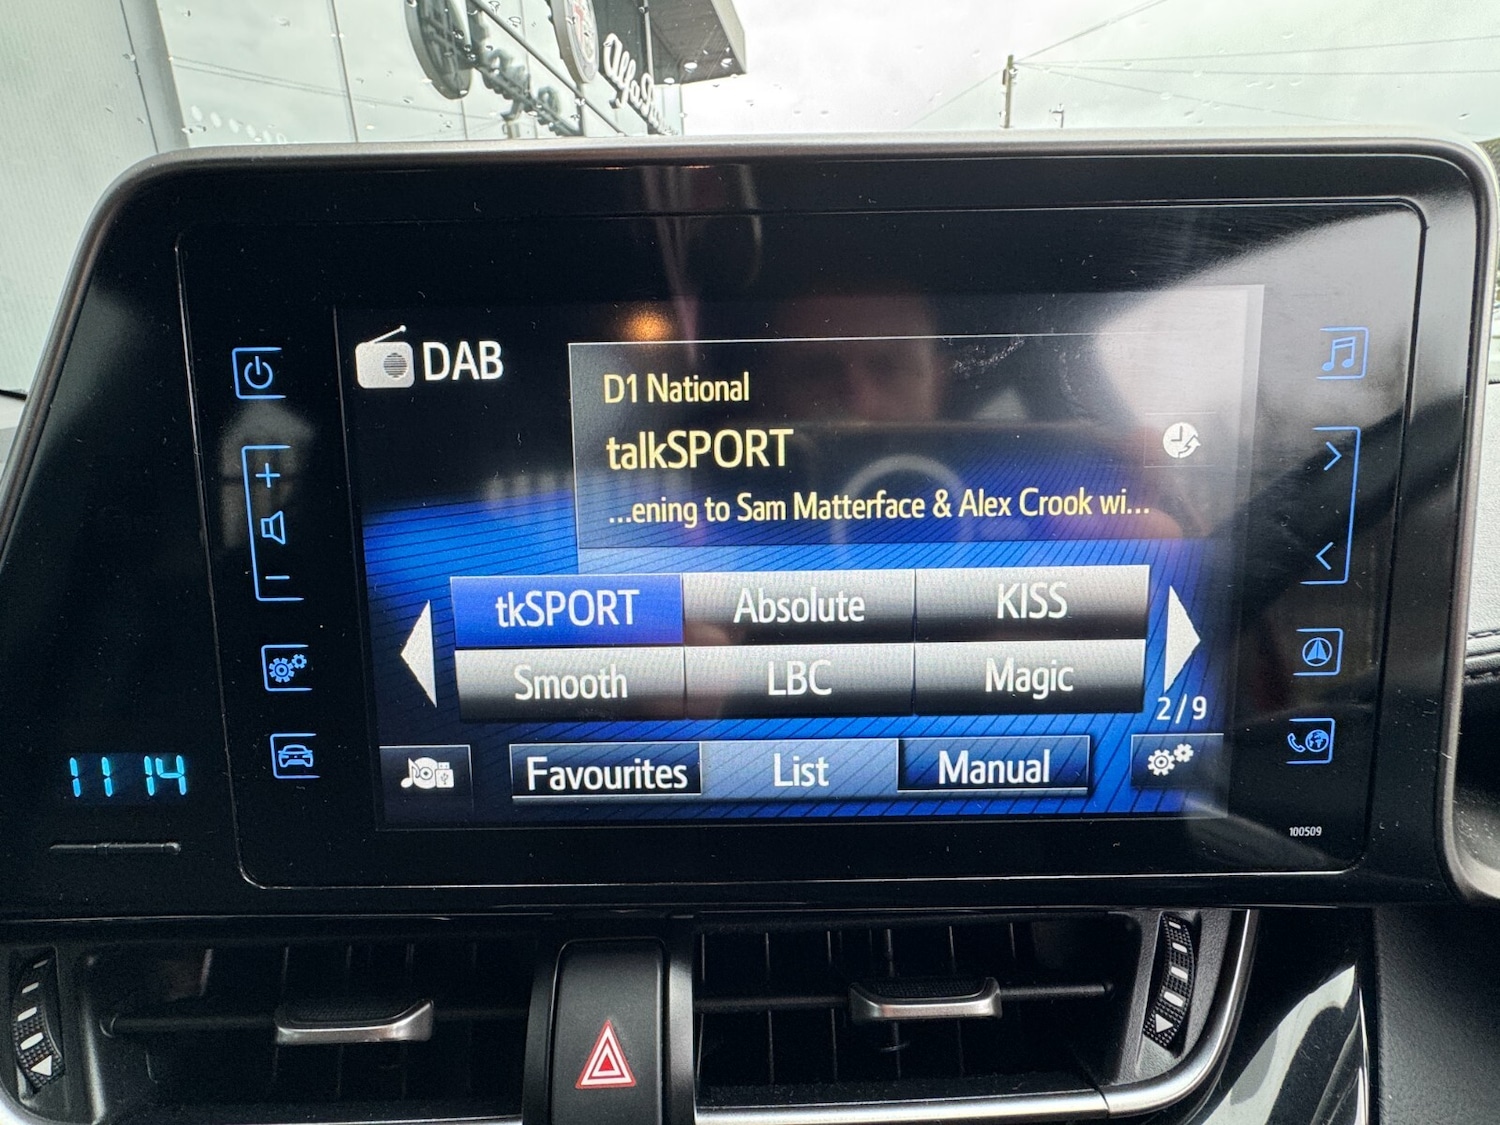 DAB
D1 National
talkSPORT
...ening to Sam Matterface & Alex Crook wi...
tkSPORT Absolute KISS
Smooth LBC Magic
2/9
Favourites List Manual
11 14
100509